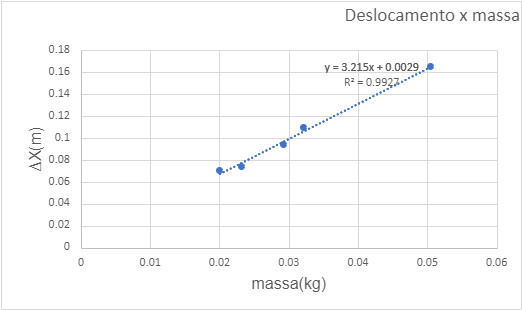 Deslocamento x massa
0.18
0.16
0.14
0.12
0.1
0.08
0.06
0.04
0.02
0
y = 3.215x + 0.0029
R² = 0.9927
ΔX(m)
0 0.01 0.02 0.03 0.04 0.05 0.06
massa(kg)